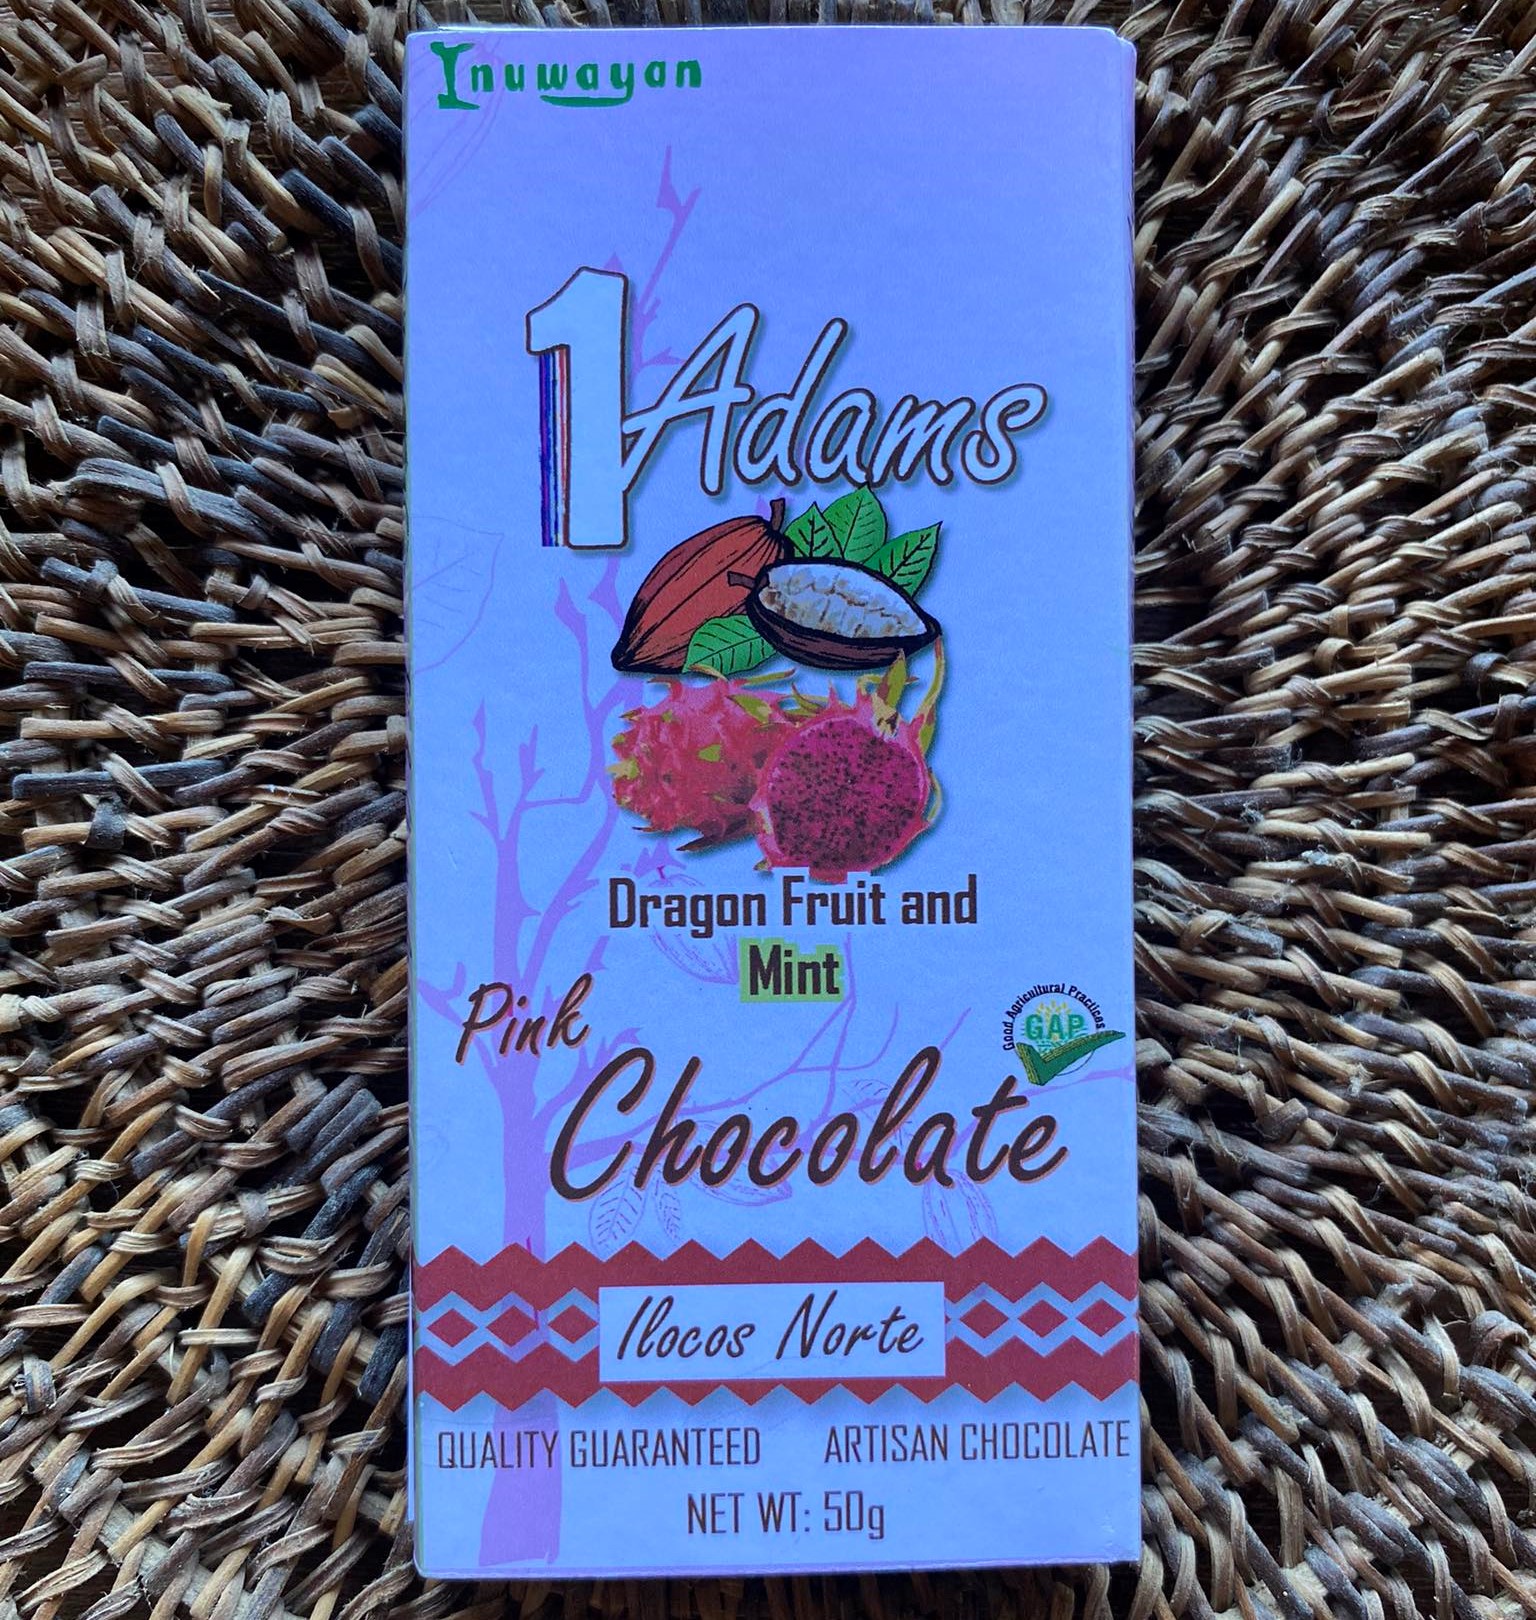 Inuwayan
1 Adams
Dragon Fruit and
Mint
Pink
Good Agricultural Practices
GAP
Chocolate
Ilocos Norte
QUALITY GUARANTEED ARTISAN CHOCOLATE
NET WT: 50g